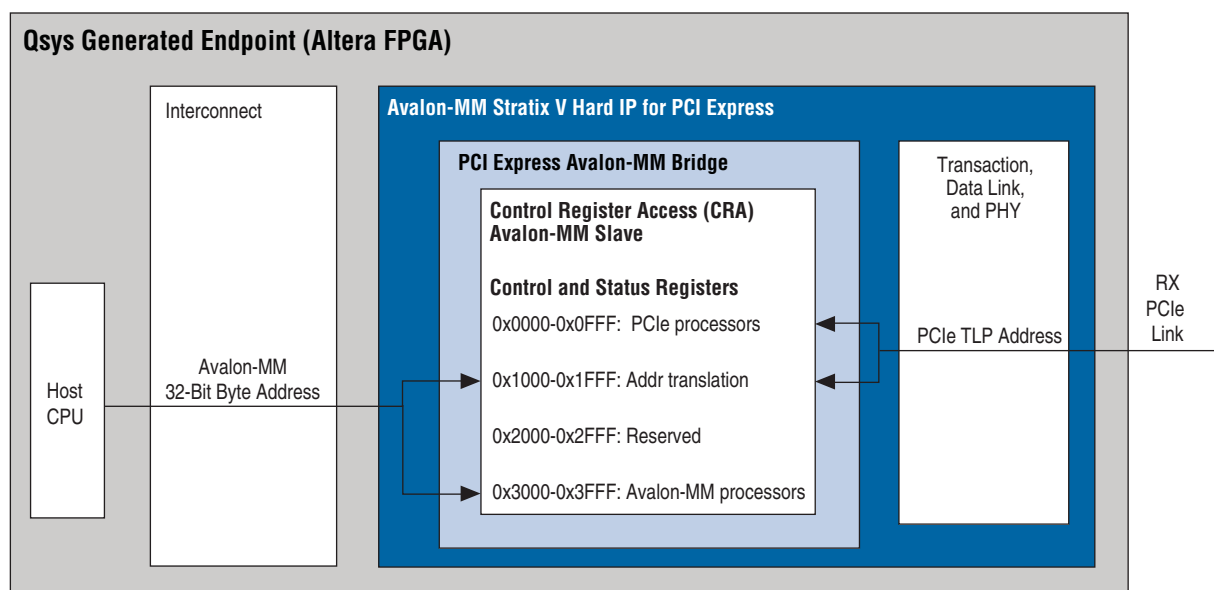 Qsys Generated Endpoint (Altera FPGA)
Interconnect
Avalon-MM Stratix V Hard IP for PCI Express
PCI Express Avalon-MM Bridge
Transaction,
Data Link,
and PHY
Control Register Access (CRA)
Avalon-MM Slave
Control and Status Registers
0x0000-0x0FFF: PCIe processors
0x1000-0x1FFF: Addr translation
0x2000-0x2FFF: Reserved
0x3000-0x3FFF: Avalon-MM processors
Host
CPU
Avalon-MM
32-Bit Byte Address
PCIe TLP Address
RX
PCIe
Link